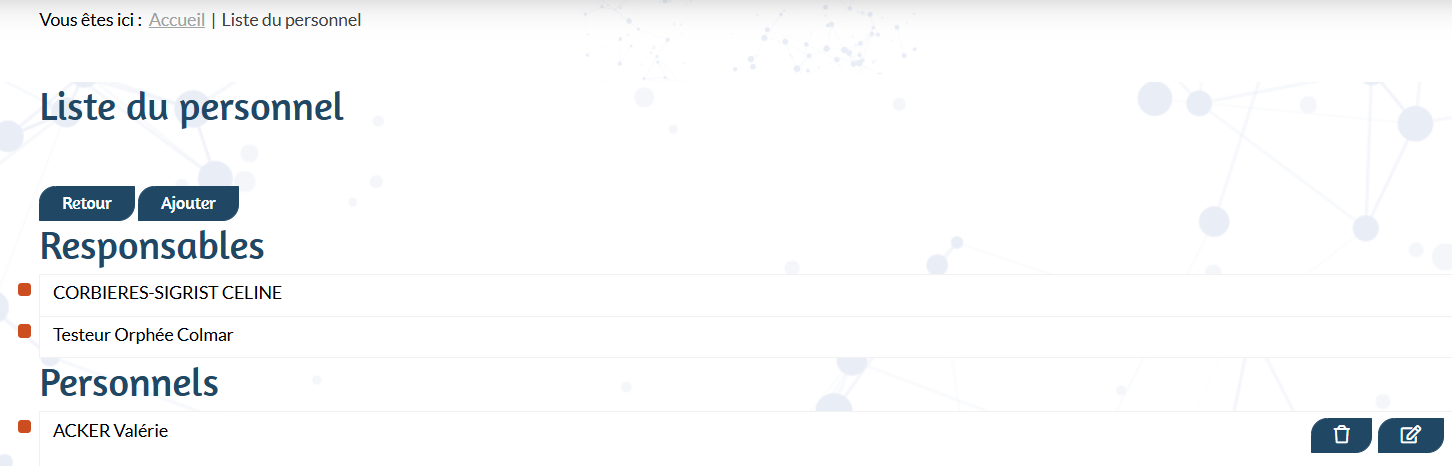 Vous êtes ici : Accueil | Liste du personnel
Liste du personnel
Retour Ajouter
Responsables
CORBIERES-SIGRIST CELINE
Testeur Orphée Colmar
Personnels
ACKER Valérie